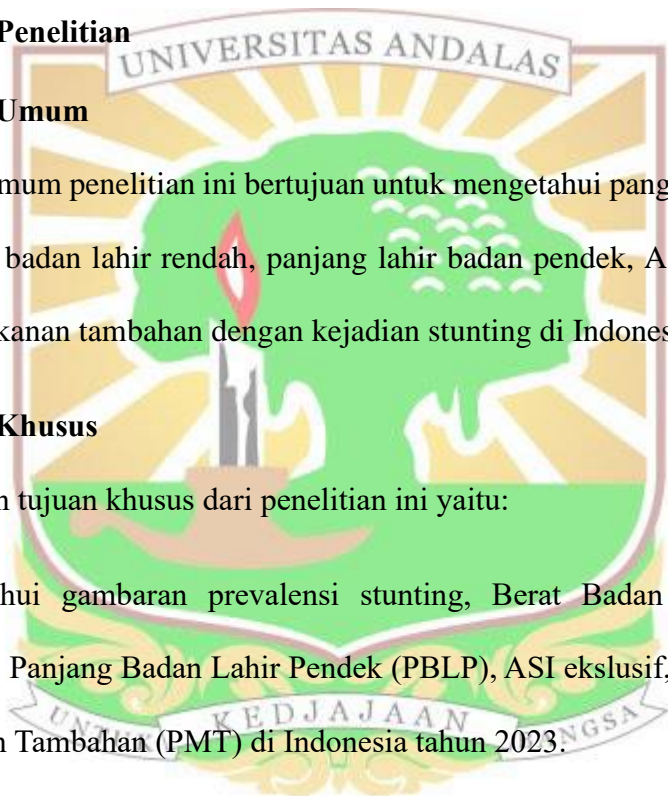 Penelitian
UNIVERSITAS ANDALAS
Umum
mum penelitian ini bertujuan untuk mengetahui pang
badan lahir rendah, panjang lahir badan pendek, A
kanan tambahan dengan kejadian stunting di Indones
Khusus
n tujuan khusus dari penelitian ini yaitu:
hui gambaran prevalensi stunting, Berat Badan
Panjang Badan Lahir Pendek (PBLP), ASI ekslusif,
UNTUK KEDJAJAAN BANGSA
n Tambahan (PMT) di Indonesia tahun 2023.